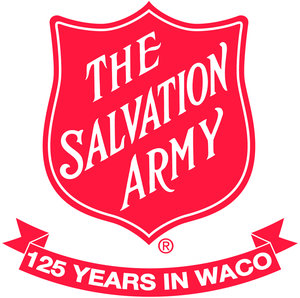 THE
SALVATION
ARMY
®
125 YEARS IN WACO